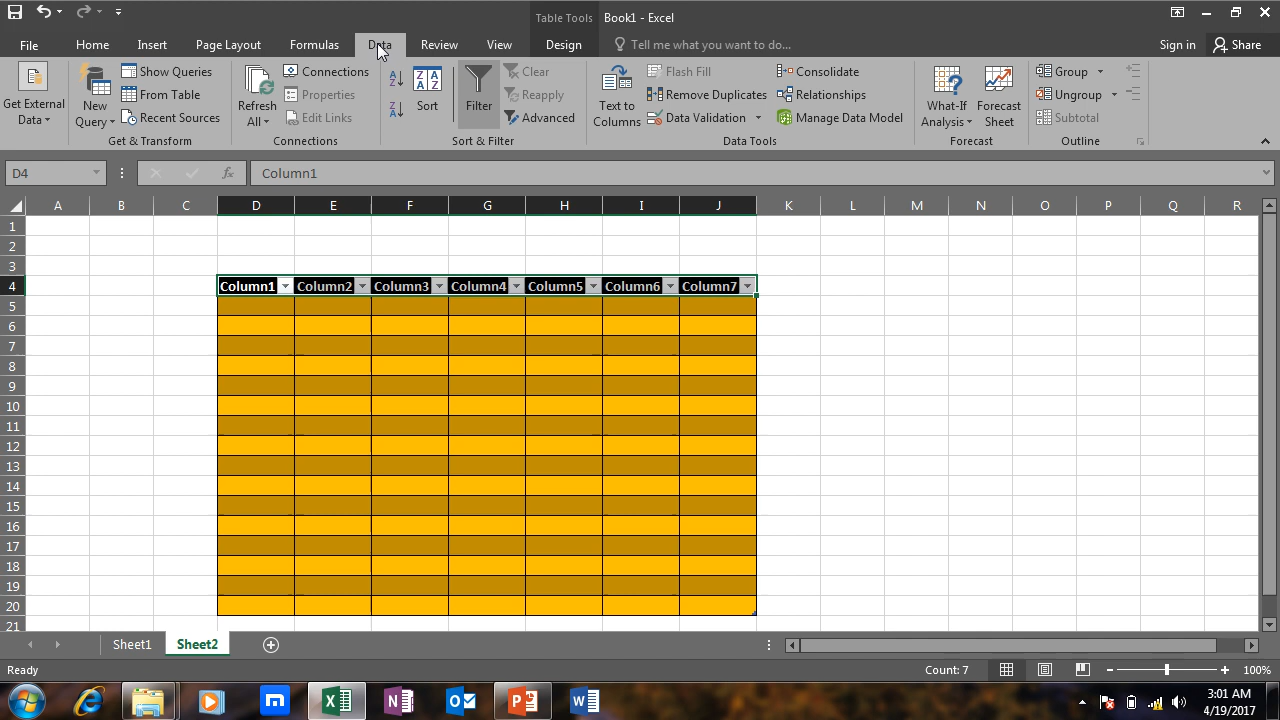 Table Tools Book1 - Excel
File Home Insert Page Layout Formulas Data Review View Design Tell me what you want to do... Sign in Share
Get External Data
New Query
Show Queries
From Table
Recent Sources
Get & Transform
Refresh All
Connections
Properties
Edit Links
Connections
Sort
Filter
Clear
Reapply
Advanced
Sort & Filter
Text to Columns
Flash Fill
Remove Duplicates
Data Validation
Consolidate
Relationships
Manage Data Model
Data Tools
What-If Analysis
Forecast Sheet
Forecast
Group
Ungroup
Subtotal
Outline
D4 fx Column1
A B C D E F G H I J K L M N O P Q R
1
2
3
4 Column1 Column2 Column3 Column4 Column5 Column6 Column7
5
6
7
8
9
10
11
12
13
14
15
16
17
18
19
20
21
Sheet1 Sheet2
Ready Count: 7 100%
3:01 AM
4/19/2017